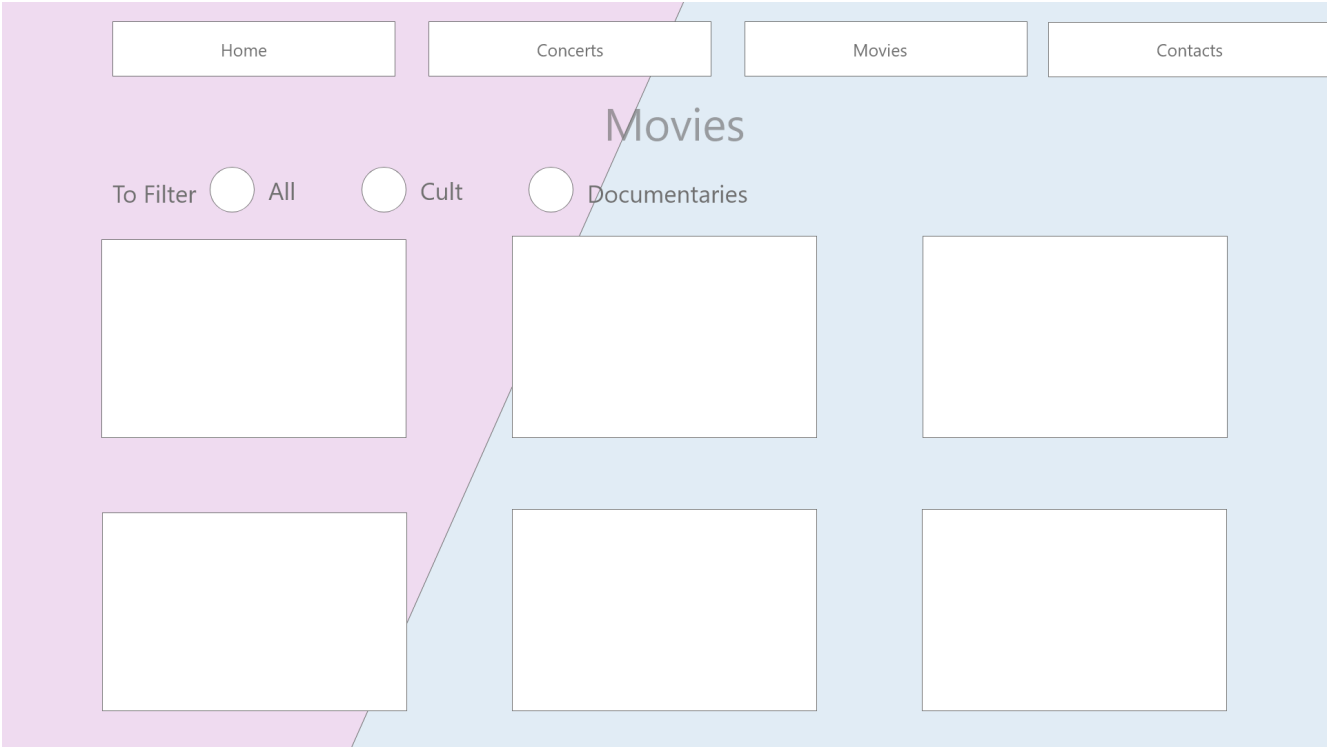 Home
Concerts
Movies
Contacts
Movies
To Filter
All
Cult
Documentaries